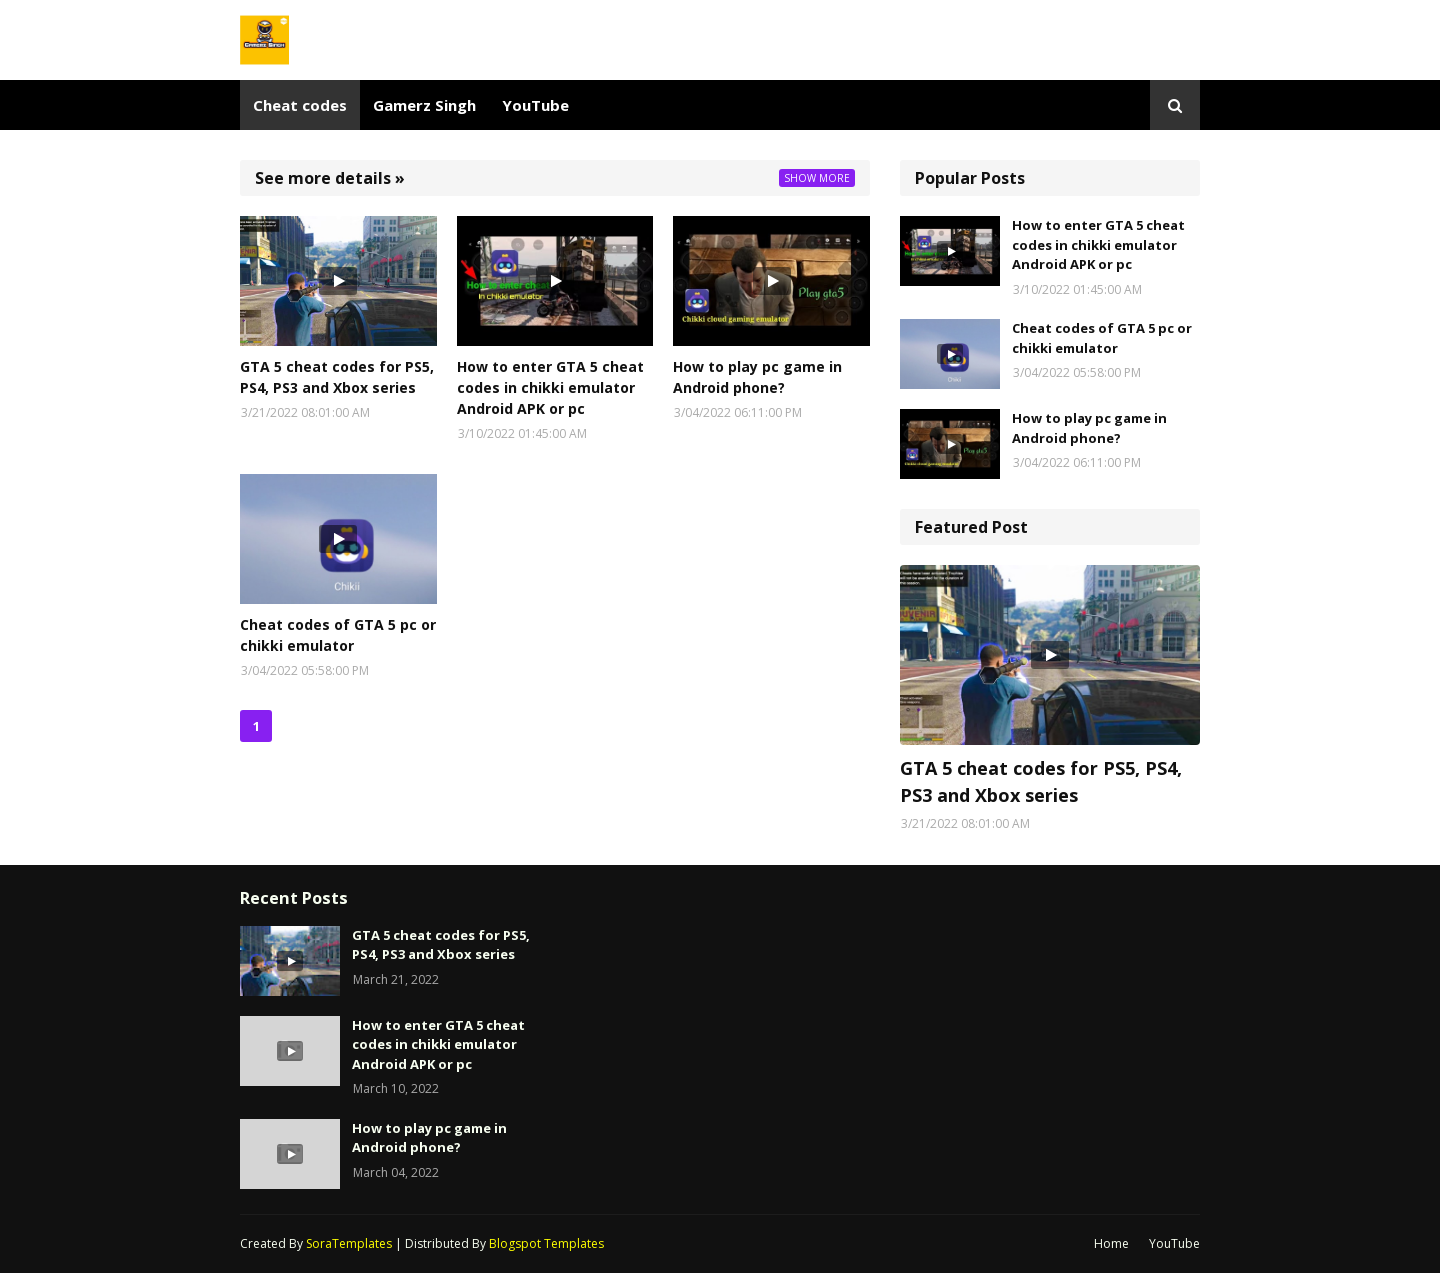 GAMERZ SINGH
Cheat codes
Gamerz Singh
YouTube
See more details »
SHOW MORE
GTA 5 cheat codes for PS5,
PS4, PS3 and Xbox series
3/21/2022 08:01:00 AM
How to enter cheat
in chikki emulator
How to enter GTA 5 cheat
codes in chikki emulator
Android APK or pc
3/10/2022 01:45:00 AM
Play gta5
Chikki cloud gaming emulator
How to play pc game in
Android phone?
3/04/2022 06:11:00 PM
Chikii
Cheat codes of GTA 5 pc or
chikki emulator
3/04/2022 05:58:00 PM
1
Popular Posts
How to enter GTA 5 cheat
codes in chikki emulator
Android APK or pc
3/10/2022 01:45:00 AM
Chikii
Cheat codes of GTA 5 pc or
chikki emulator
3/04/2022 05:58:00 PM
Play gta5
How to play pc game in
Android phone?
3/04/2022 06:11:00 PM
Featured Post
SOUVENIR
GTA 5 cheat codes for PS5, PS4,
PS3 and Xbox series
3/21/2022 08:01:00 AM
Recent Posts
GTA 5 cheat codes for PS5,
PS4, PS3 and Xbox series
March 21, 2022
How to enter GTA 5 cheat
codes in chikki emulator
Android APK or pc
March 10, 2022
How to play pc game in
Android phone?
March 04, 2022
Created By SoraTemplates | Distributed By Blogspot Templates
Home
YouTube